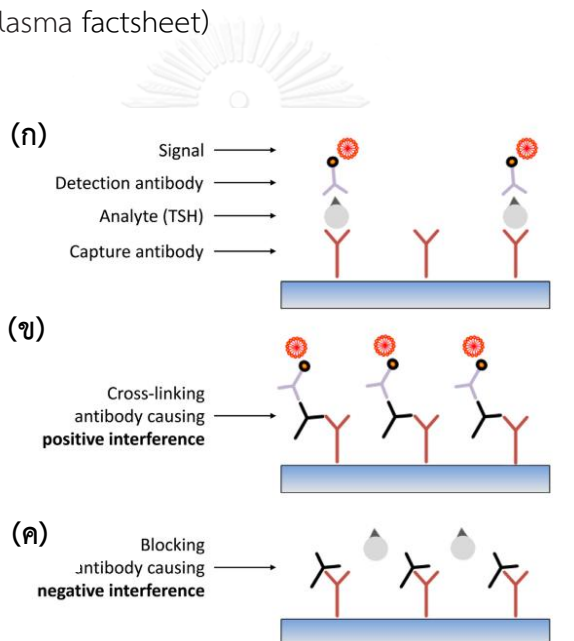 lasma factsheet)
(ก)
Signal
Detection antibody
Analyte (TSH)
Capture antibody
(ข)
Cross-linking
antibody causing
positive interference
(ค)
Blocking
antibody causing
negative interference